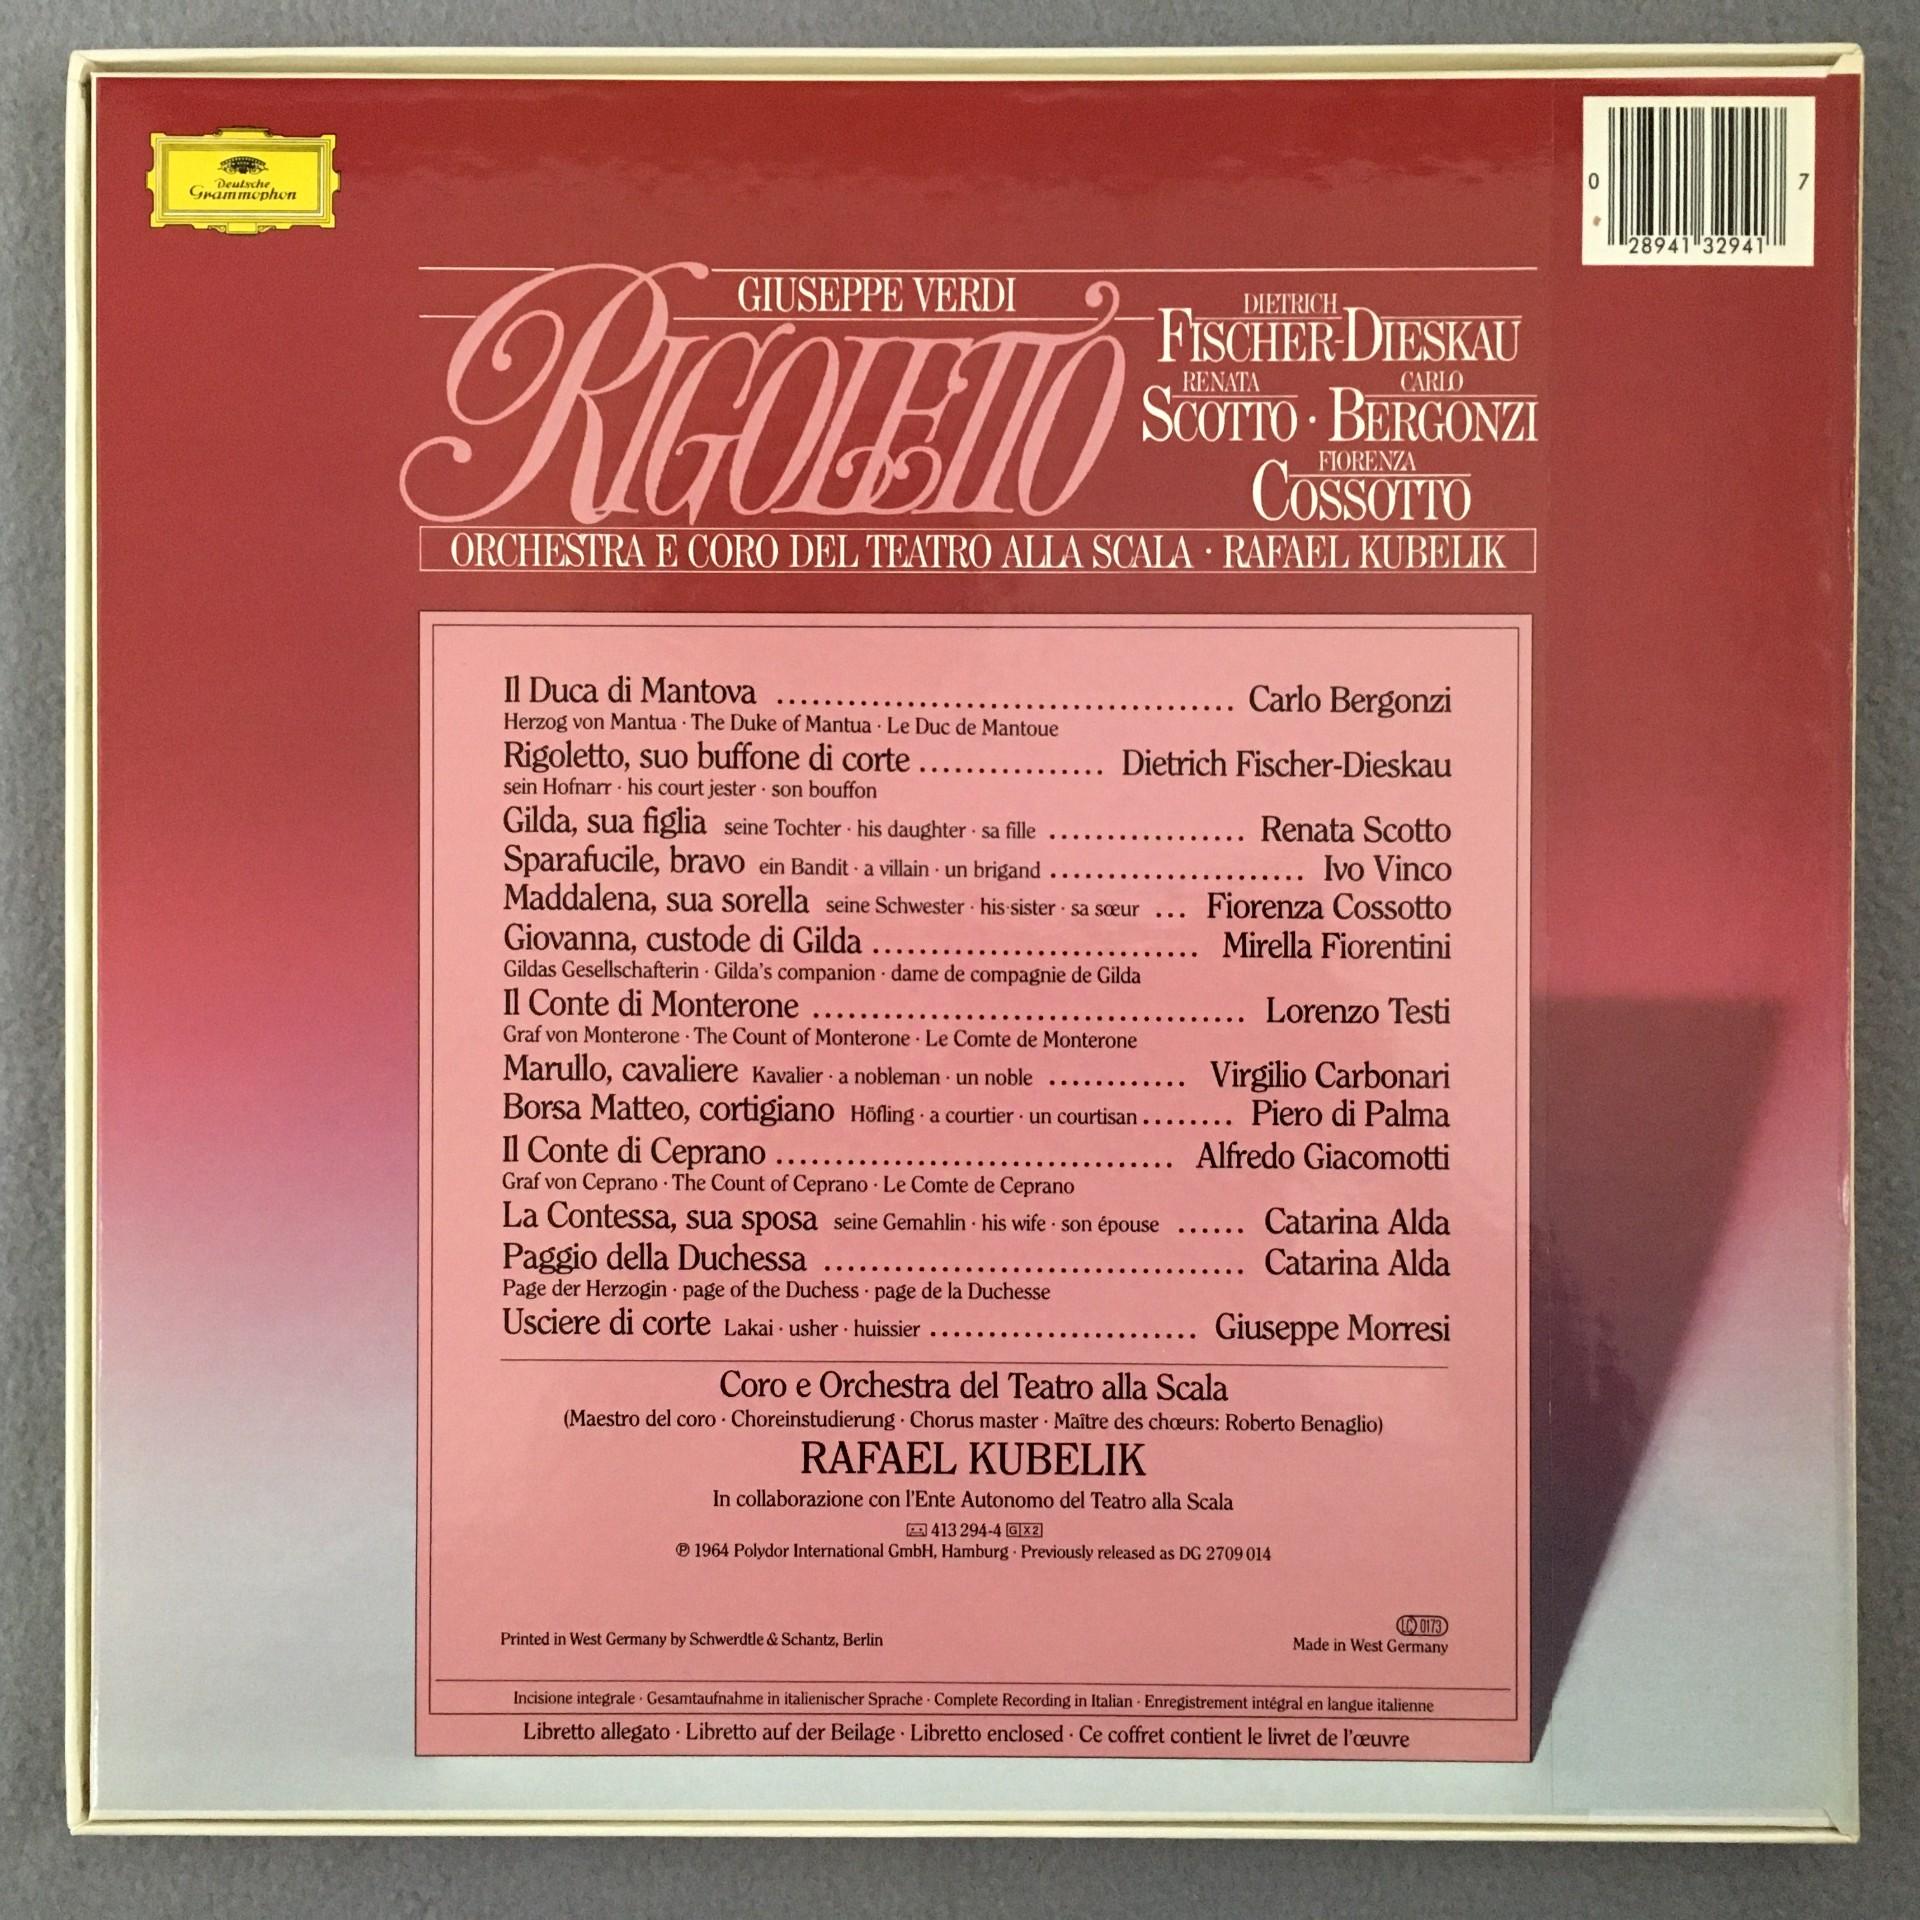 Deutsche
Grammophon
0 28941 32941 7
GIUSEPPE VERDI
RIGOLETTO
DIETRICH
FISCHER-DIESKAU
RENATA CARLO
SCOTTO · BERGONZI
FIORENZA
COSSOTTO
ORCHESTRA E CORO DEL TEATRO ALLA SCALA · RAFAEL KUBELIK
Il Duca di Mantova ....................................... Carlo Bergonzi
Herzog von Mantua · The Duke of Mantua · Le Duc de Mantoue
Rigoletto, suo buffone di corte ................ Dietrich Fischer-Dieskau
sein Hofnarr · his court jester · son bouffon
Gilda, sua figlia seine Tochter · his daughter · sa fille ................. Renata Scotto
Sparafucile, bravo ein Bandit · a villain · un brigand ...................... Ivo Vinco
Maddalena, sua sorella seine Schwester · his sister · sa sœur ... Fiorenza Cossotto
Giovanna, custode di Gilda ............................ Mirella Fiorentini
Gildas Gesellschafterin · Gilda's companion · dame de compagnie de Gilda
Il Conte di Monterone ..................................... Lorenzo Testi
Graf von Monterone · The Count of Monterone · Le Comte de Monterone
Marullo, cavaliere Kavalier · a nobleman · un noble ............ Virgilio Carbonari
Borsa Matteo, cortigiano Höfling · a courtier · un courtisan ........ Piero di Palma
Il Conte di Ceprano .................................. Alfredo Giacomotti
Graf von Ceprano · The Count of Ceprano · Le Comte de Ceprano
La Contessa, sua sposa seine Gemahlin · his wife · son épouse ...... Catarina Alda
Paggio della Duchessa .................................... Catarina Alda
Page der Herzogin · page of the Duchess · page de la Duchesse
Usciere di corte Lakai · usher · huissier ....................... Giuseppe Morresi
Coro e Orchestra del Teatro alla Scala
(Maestro del coro · Choreinstudierung · Chorus master · Maître des chœurs: Roberto Benaglio)
RAFAEL KUBELIK
In collaborazione con l'Ente Autonomo del Teatro alla Scala
413 294-4 GX2
℗ 1964 Polydor International GmbH, Hamburg · Previously released as DG 2709 014
LC 0173
Printed in West Germany by Schwerdtle & Schantz, Berlin Made in West Germany
Incisione integrale · Gesamtaufnahme in italienischer Sprache · Complete Recording in Italian · Enregistrement intégral en langue italienne
Libretto allegato · Libretto auf der Beilage · Libretto enclosed · Ce coffret contient le livret de l'œuvre